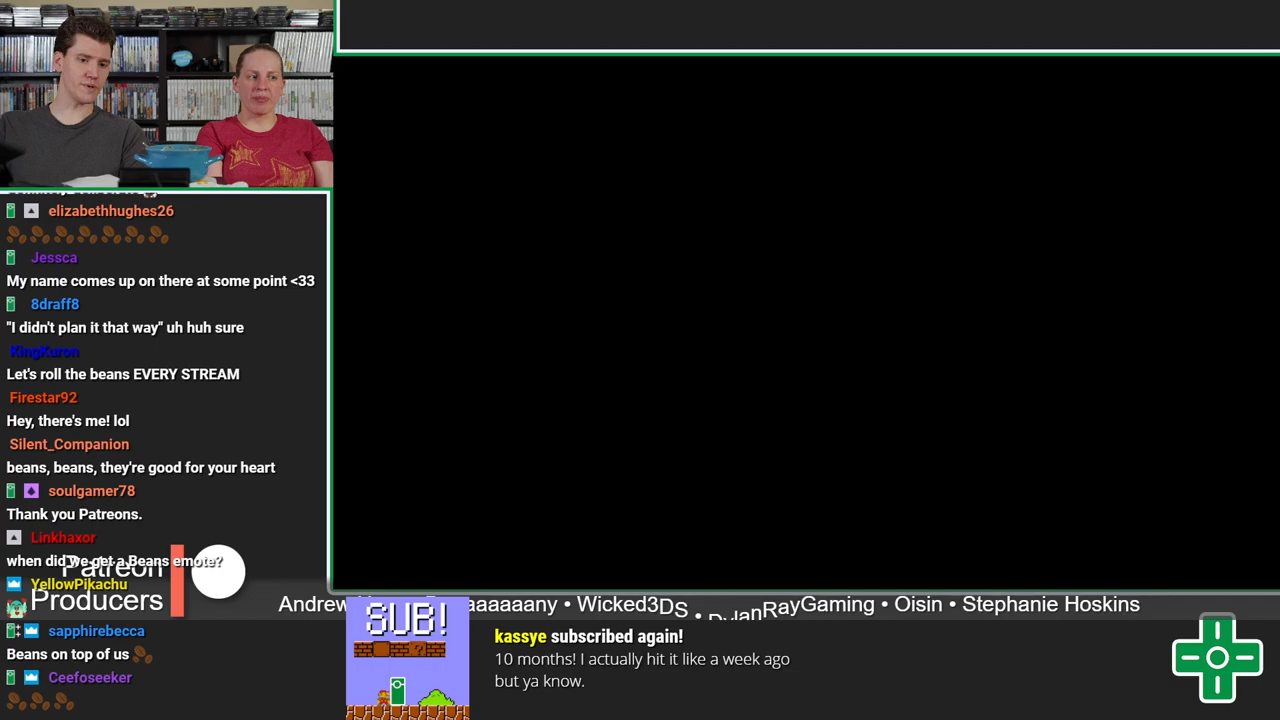 elizabethhughes26
Jessca
My name comes up on there at some point <33
8draff8
"I didn't plan it that way" uh huh sure
KingKuron
Let's roll the beans EVERY STREAM
Firestar92
Hey, there's me! lol
Silent_Companion
beans, beans, they're good for your heart
soulgamer78
Thank you Patreons.
Linkhaxor
when did we get a Beans emote?
YellowPikachu
sapphirebecca
Beans on top of us
Ceefoseeker
Patreon
Producers
Andrew • Wicked3DS • DylanRayGaming • Oisin • Stephanie Hoskins
SUB!
kassye subscribed again!
10 months! I actually hit it like a week ago
but ya know.